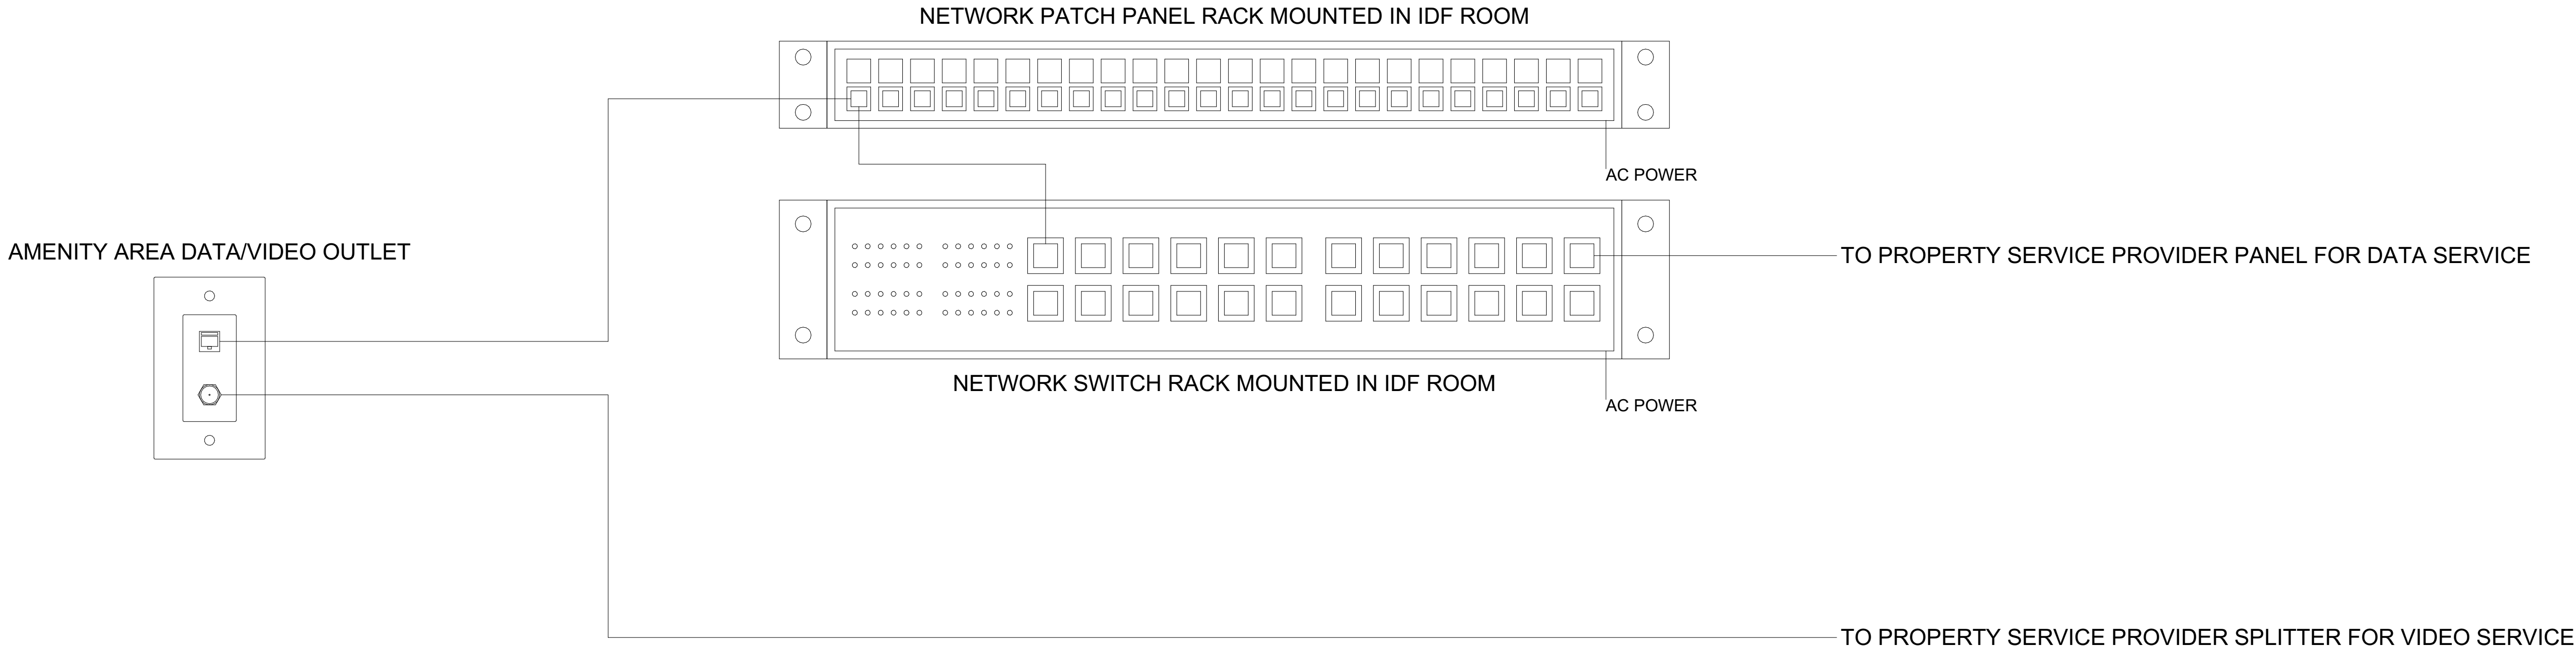 NETWORK PATCH PANEL RACK MOUNTED IN IDF ROOM
AC POWER
AMENITY AREA DATA/VIDEO OUTLET
TO PROPERTY SERVICE PROVIDER PANEL FOR DATA SERVICE
NETWORK SWITCH RACK MOUNTED IN IDF ROOM
AC POWER
TO PROPERTY SERVICE PROVIDER SPLITTER FOR VIDEO SERVICE